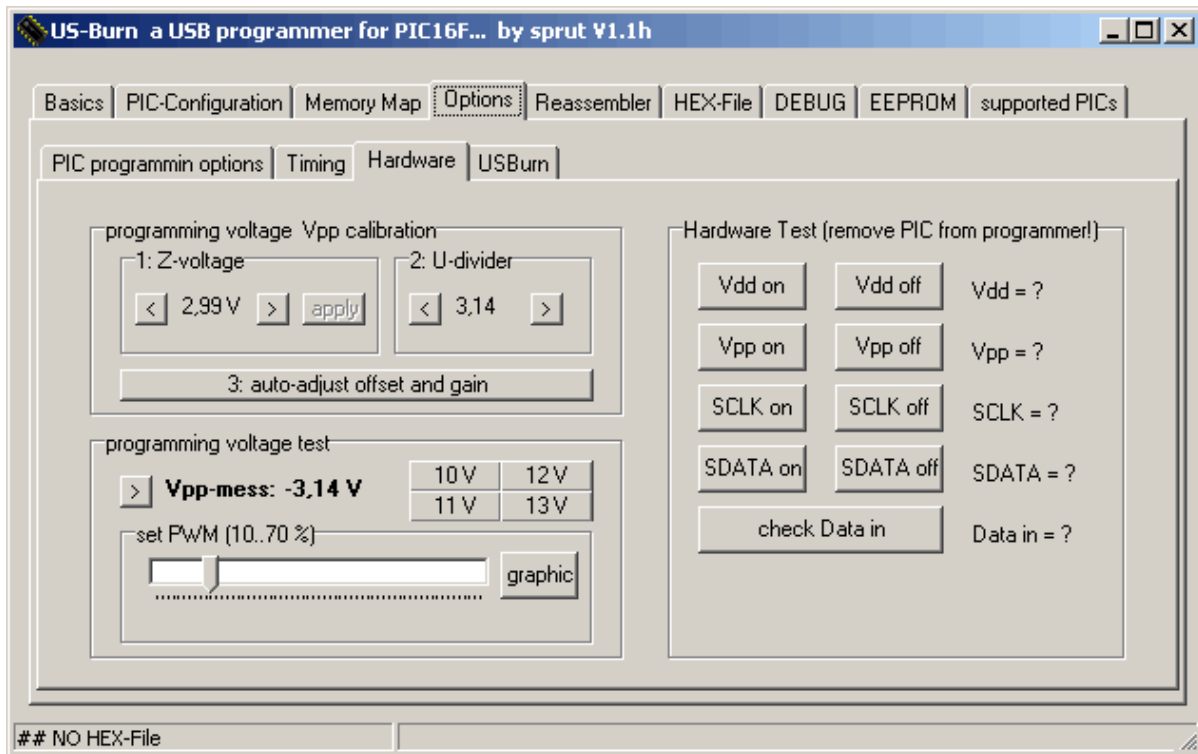 US-Burn a USB programmer for PIC16F... by sprut V1.1h
Basics PIC-Configuration Memory Map Options Reassembler HEX-File DEBUG EEPROM supported PICs
PIC programmin options Timing Hardware USBurn
programming voltage Vpp calibration
1: Z-voltage
< 2,99 V > apply
2: U-divider
< 3,14 >
3: auto-adjust offset and gain
programming voltage test
> Vpp-mess: -3,14 V
10 V 12 V
11 V 13 V
set PWM (10..70 %)
graphic
Hardware Test (remove PIC from programmer!)
Vdd on Vdd off Vdd = ?
Vpp on Vpp off Vpp = ?
SCLK on SCLK off SCLK = ?
SDATA on SDATA off SDATA = ?
check Data in Data in = ?
## NO HEX-File